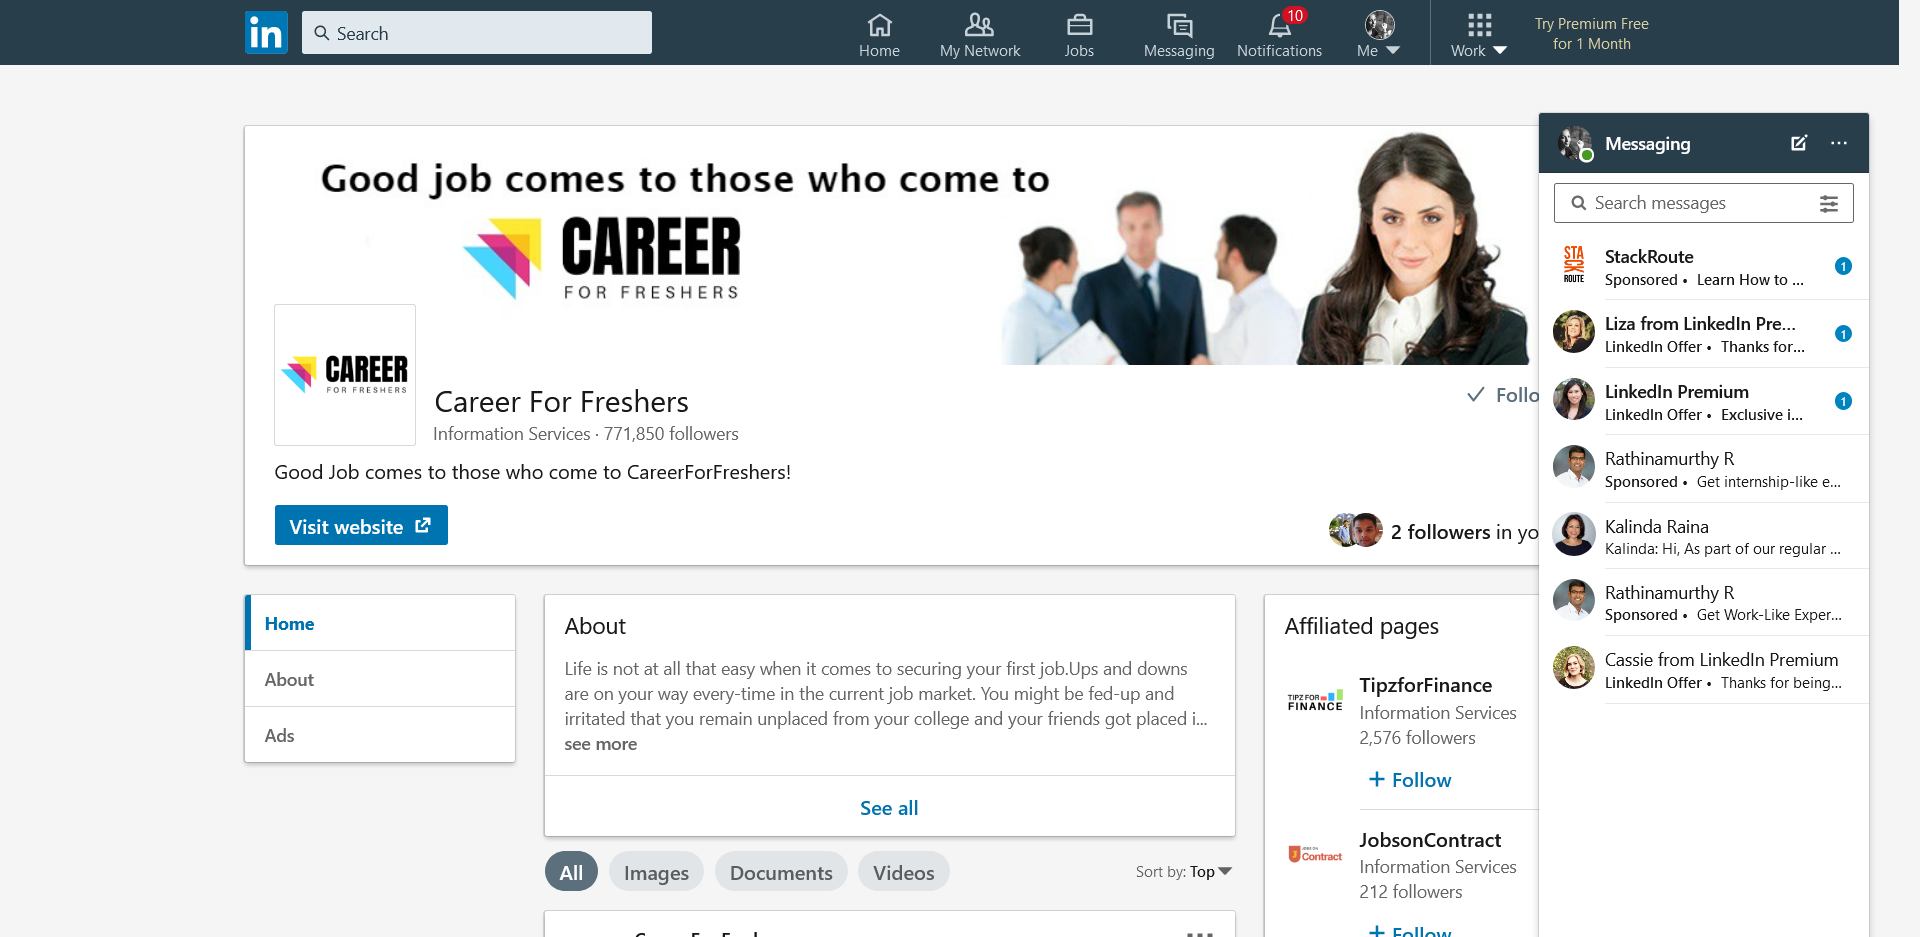 in
Search
Home
My Network
Jobs
Messaging
10
Notifications
Me
Work
Try Premium Free
for 1 Month
Good job comes to those who come to
CAREER
FOR FRESHERS
CAREER
FOR FRESHERS
Career For Freshers
Information Services · 771,850 followers
Follo
Good Job comes to those who come to CareerForFreshers!
Visit website
2 followers in yo
Home
About
Ads
About
Life is not at all that easy when it comes to securing your first job.Ups and downs
are on your way every-time in the current job market. You might be fed-up and
irritated that you remain unplaced from your college and your friends got placed i...
see more
See all
All
Images
Documents
Videos
Sort by: Top
Affiliated pages
TIPZ FOR
FINANCE
TipzforFinance
Information Services
2,576 followers
+ Follow
Contract
JobsonContract
Information Services
212 followers
+ Follow
Messaging
Search messages
STA
CK
ROUTE
StackRoute
Sponsored • Learn How to ...
1
Liza from LinkedIn Pre...
LinkedIn Offer • Thanks for...
1
LinkedIn Premium
LinkedIn Offer • Exclusive i...
1
Rathinamurthy R
Sponsored • Get internship-like e...
Kalinda Raina
Kalinda: Hi, As part of our regular ...
Rathinamurthy R
Sponsored • Get Work-Like Exper...
Cassie from LinkedIn Premium
LinkedIn Offer • Thanks for being...